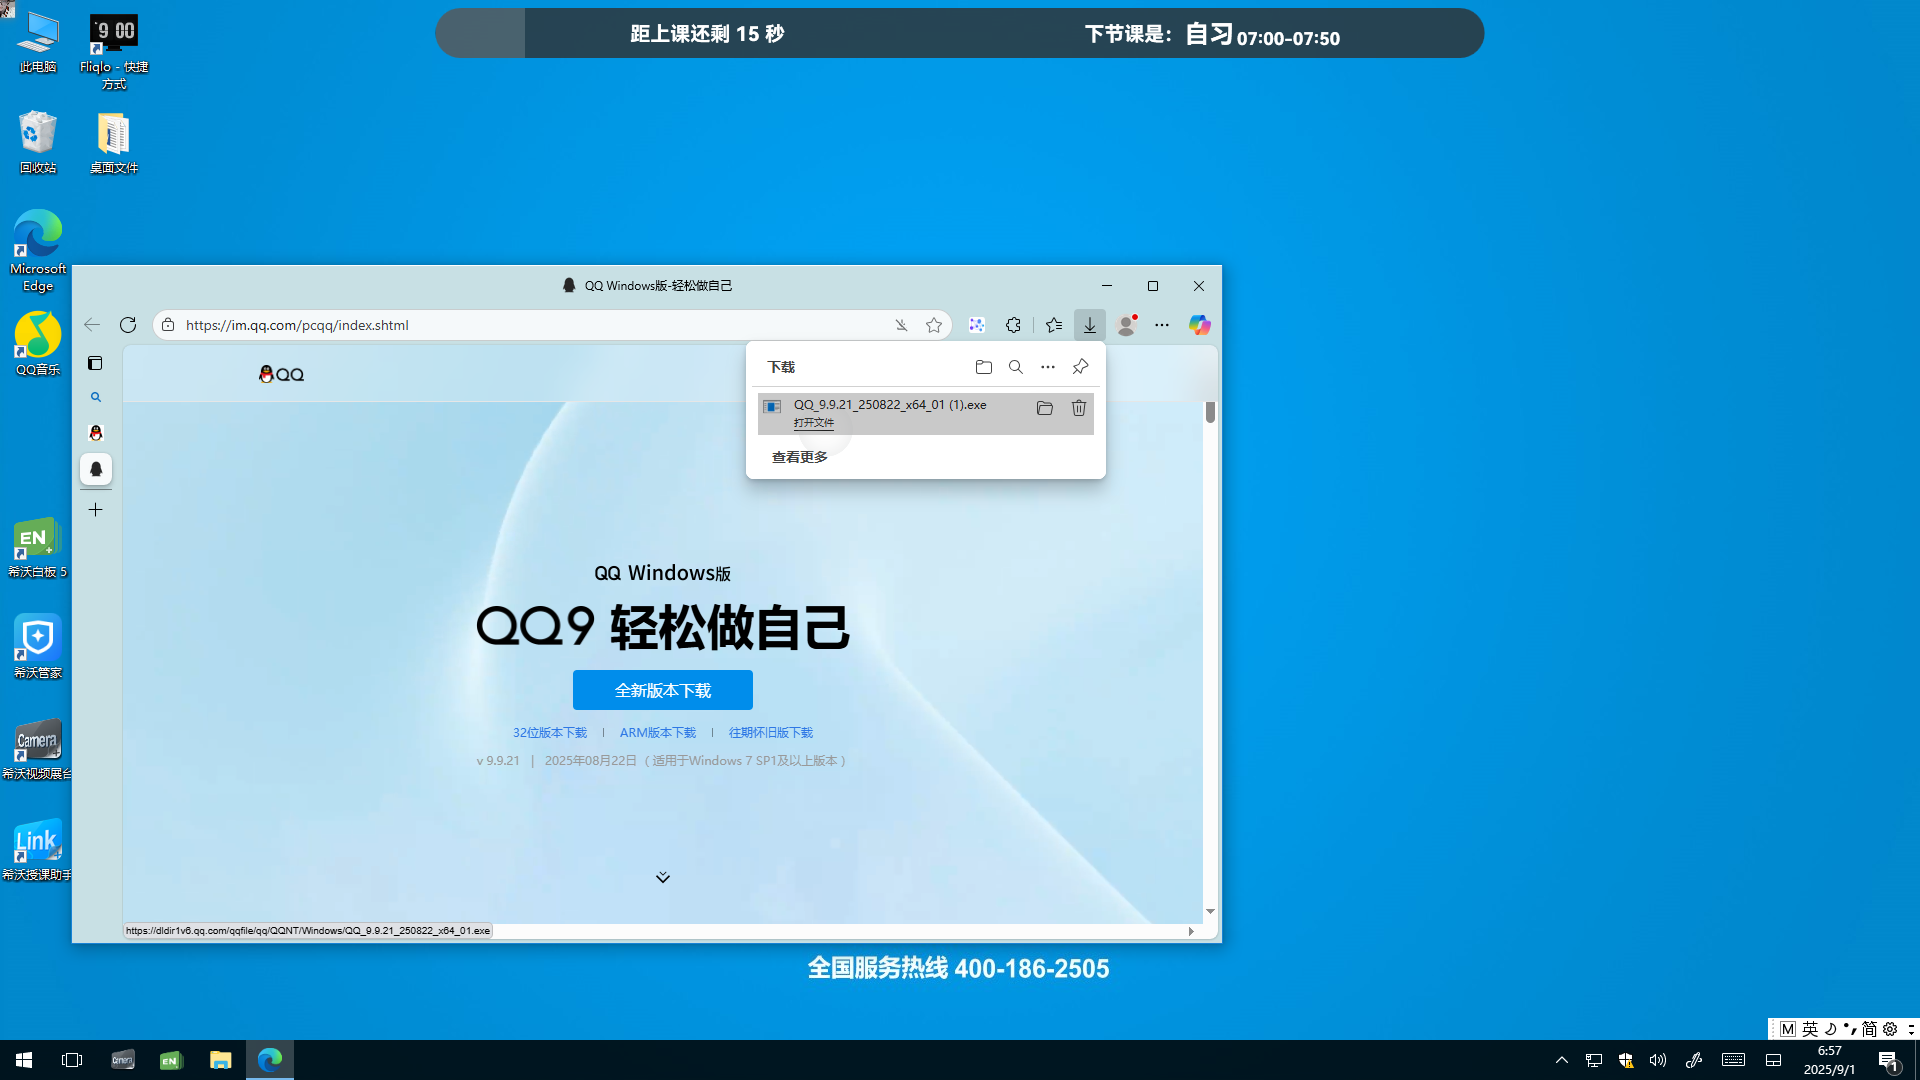 此电脑
9 00
Fliqlo - 快捷
方式
回收站
桌面文件
Microsoft
Edge
QQ音乐
EN
希沃白板 5
希沃管家
Camera
希沃视频展台
Link
希沃授课助手
距上课还剩 15 秒
下节课是：自习 07:00-07:50
QQ Windows版-轻松做自己
https://im.qq.com/pcqq/index.shtml
QQ
下载
QQ_9.9.21_250822_x64_01 (1).exe
打开文件
查看更多
QQ Windows版
QQ9 轻松做自己
全新版本下载
32位版本下载 | ARM版本下载 | 往期怀旧版下载
v 9.9.21 | 2025年08月22日（适用于Windows 7 SP1及以上版本）
https://dldir1v6.qq.com/qqfile/qq/QQNT/Windows/QQ_9.9.21_250822_x64_01.exe
全国服务热线 400-186-2505
M 英 简
Camera
EN
6:57
2025/9/1
1